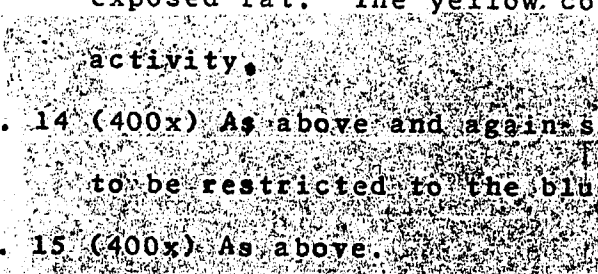 exposed rat. The yellow co
activity.
. 14 (400x) As above and again s
to be restricted to the blu
. 15 (400x) As above.